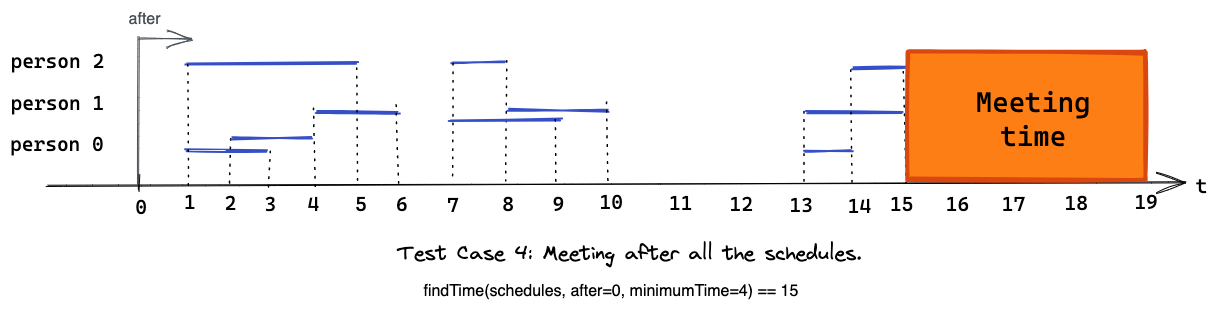 after
person 2
person 1
person 0
Meeting
time
0 1 2 3 4 5 6 7 8 9 10 11 12 13 14 15 16 17 18 19 t
Test Case 4: Meeting after all the schedules.
findTime(schedules, after=0, minimumTime=4) == 15